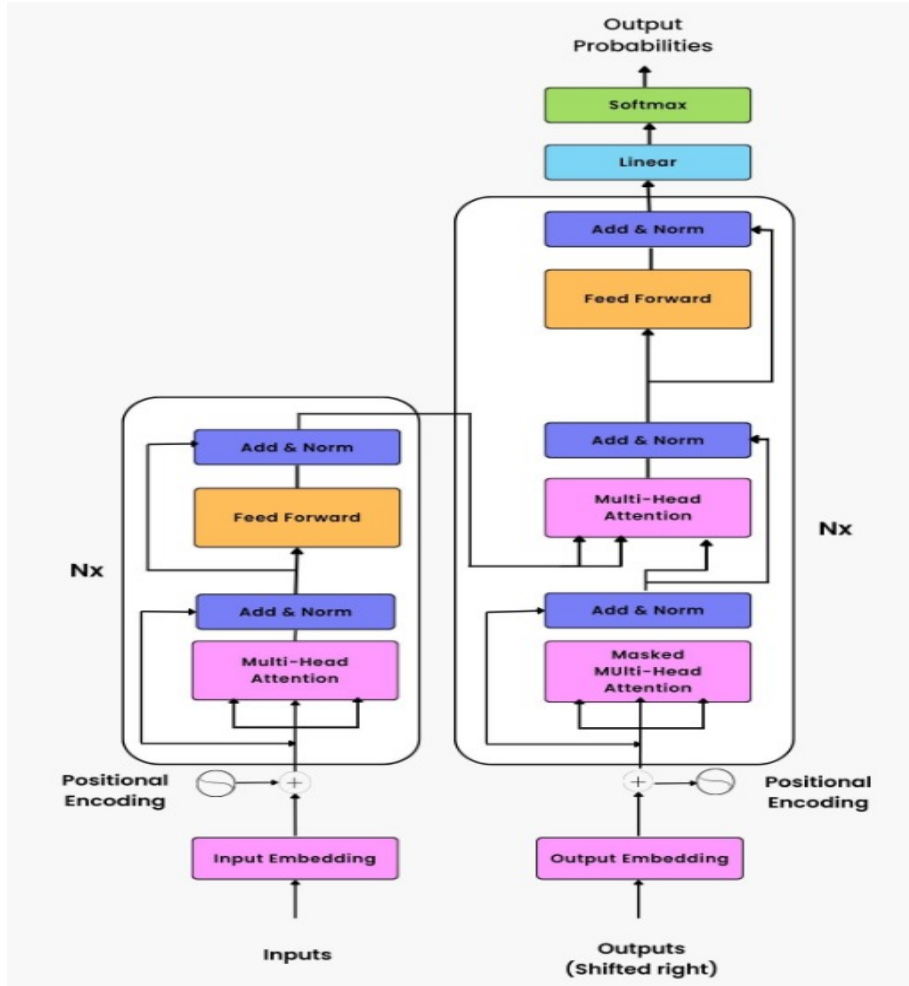 Output
Probabilities
Softmax
Linear
Add & Norm
Feed Forward
Add & Norm
Multi-Head
Attention
Nx
Add & Norm
Masked
MUlti-Head
Attention
Add & Norm
Feed Forward
Nx
Add & Norm
Multi-Head
Attention
Positional
Encoding
+
+
Positional
Encoding
Input Embedding
Output Embedding
Inputs
Outputs
(Shifted right)